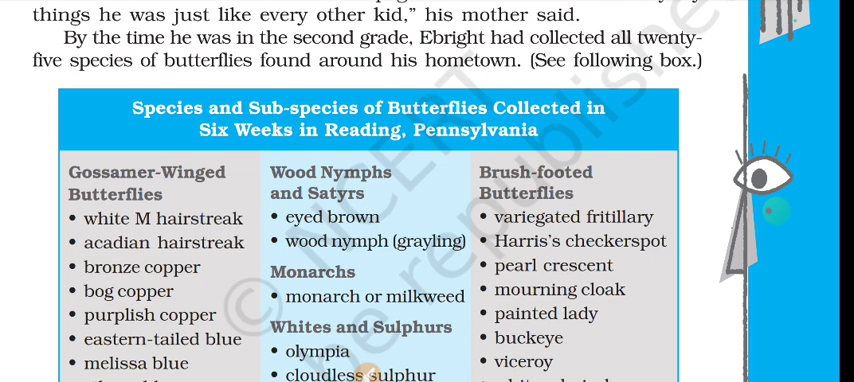 things he was just like every other kid,” his mother said.
By the time he was in the second grade, Ebright had collected all twenty-
five species of butterflies found around his hometown. (See following box.)
Species and Sub-species of Butterflies Collected in
Six Weeks in Reading, Pennsylvania
Gossamer-Winged
Butterflies
• white M hairstreak
• acadian hairstreak
• bronze copper
• bog copper
• purplish copper
• eastern-tailed blue
• melissa blue
Wood Nymphs
and Satyrs
• eyed brown
• wood nymph (grayling)
Monarchs
• monarch or milkweed
Whites and Sulphurs
• olympia
• cloudless sulphur
Brush-footed
Butterflies
• variegated fritillary
• Harris’s checkerspot
• pearl crescent
• mourning cloak
• painted lady
• buckeye
• viceroy
© NCERT
be republished